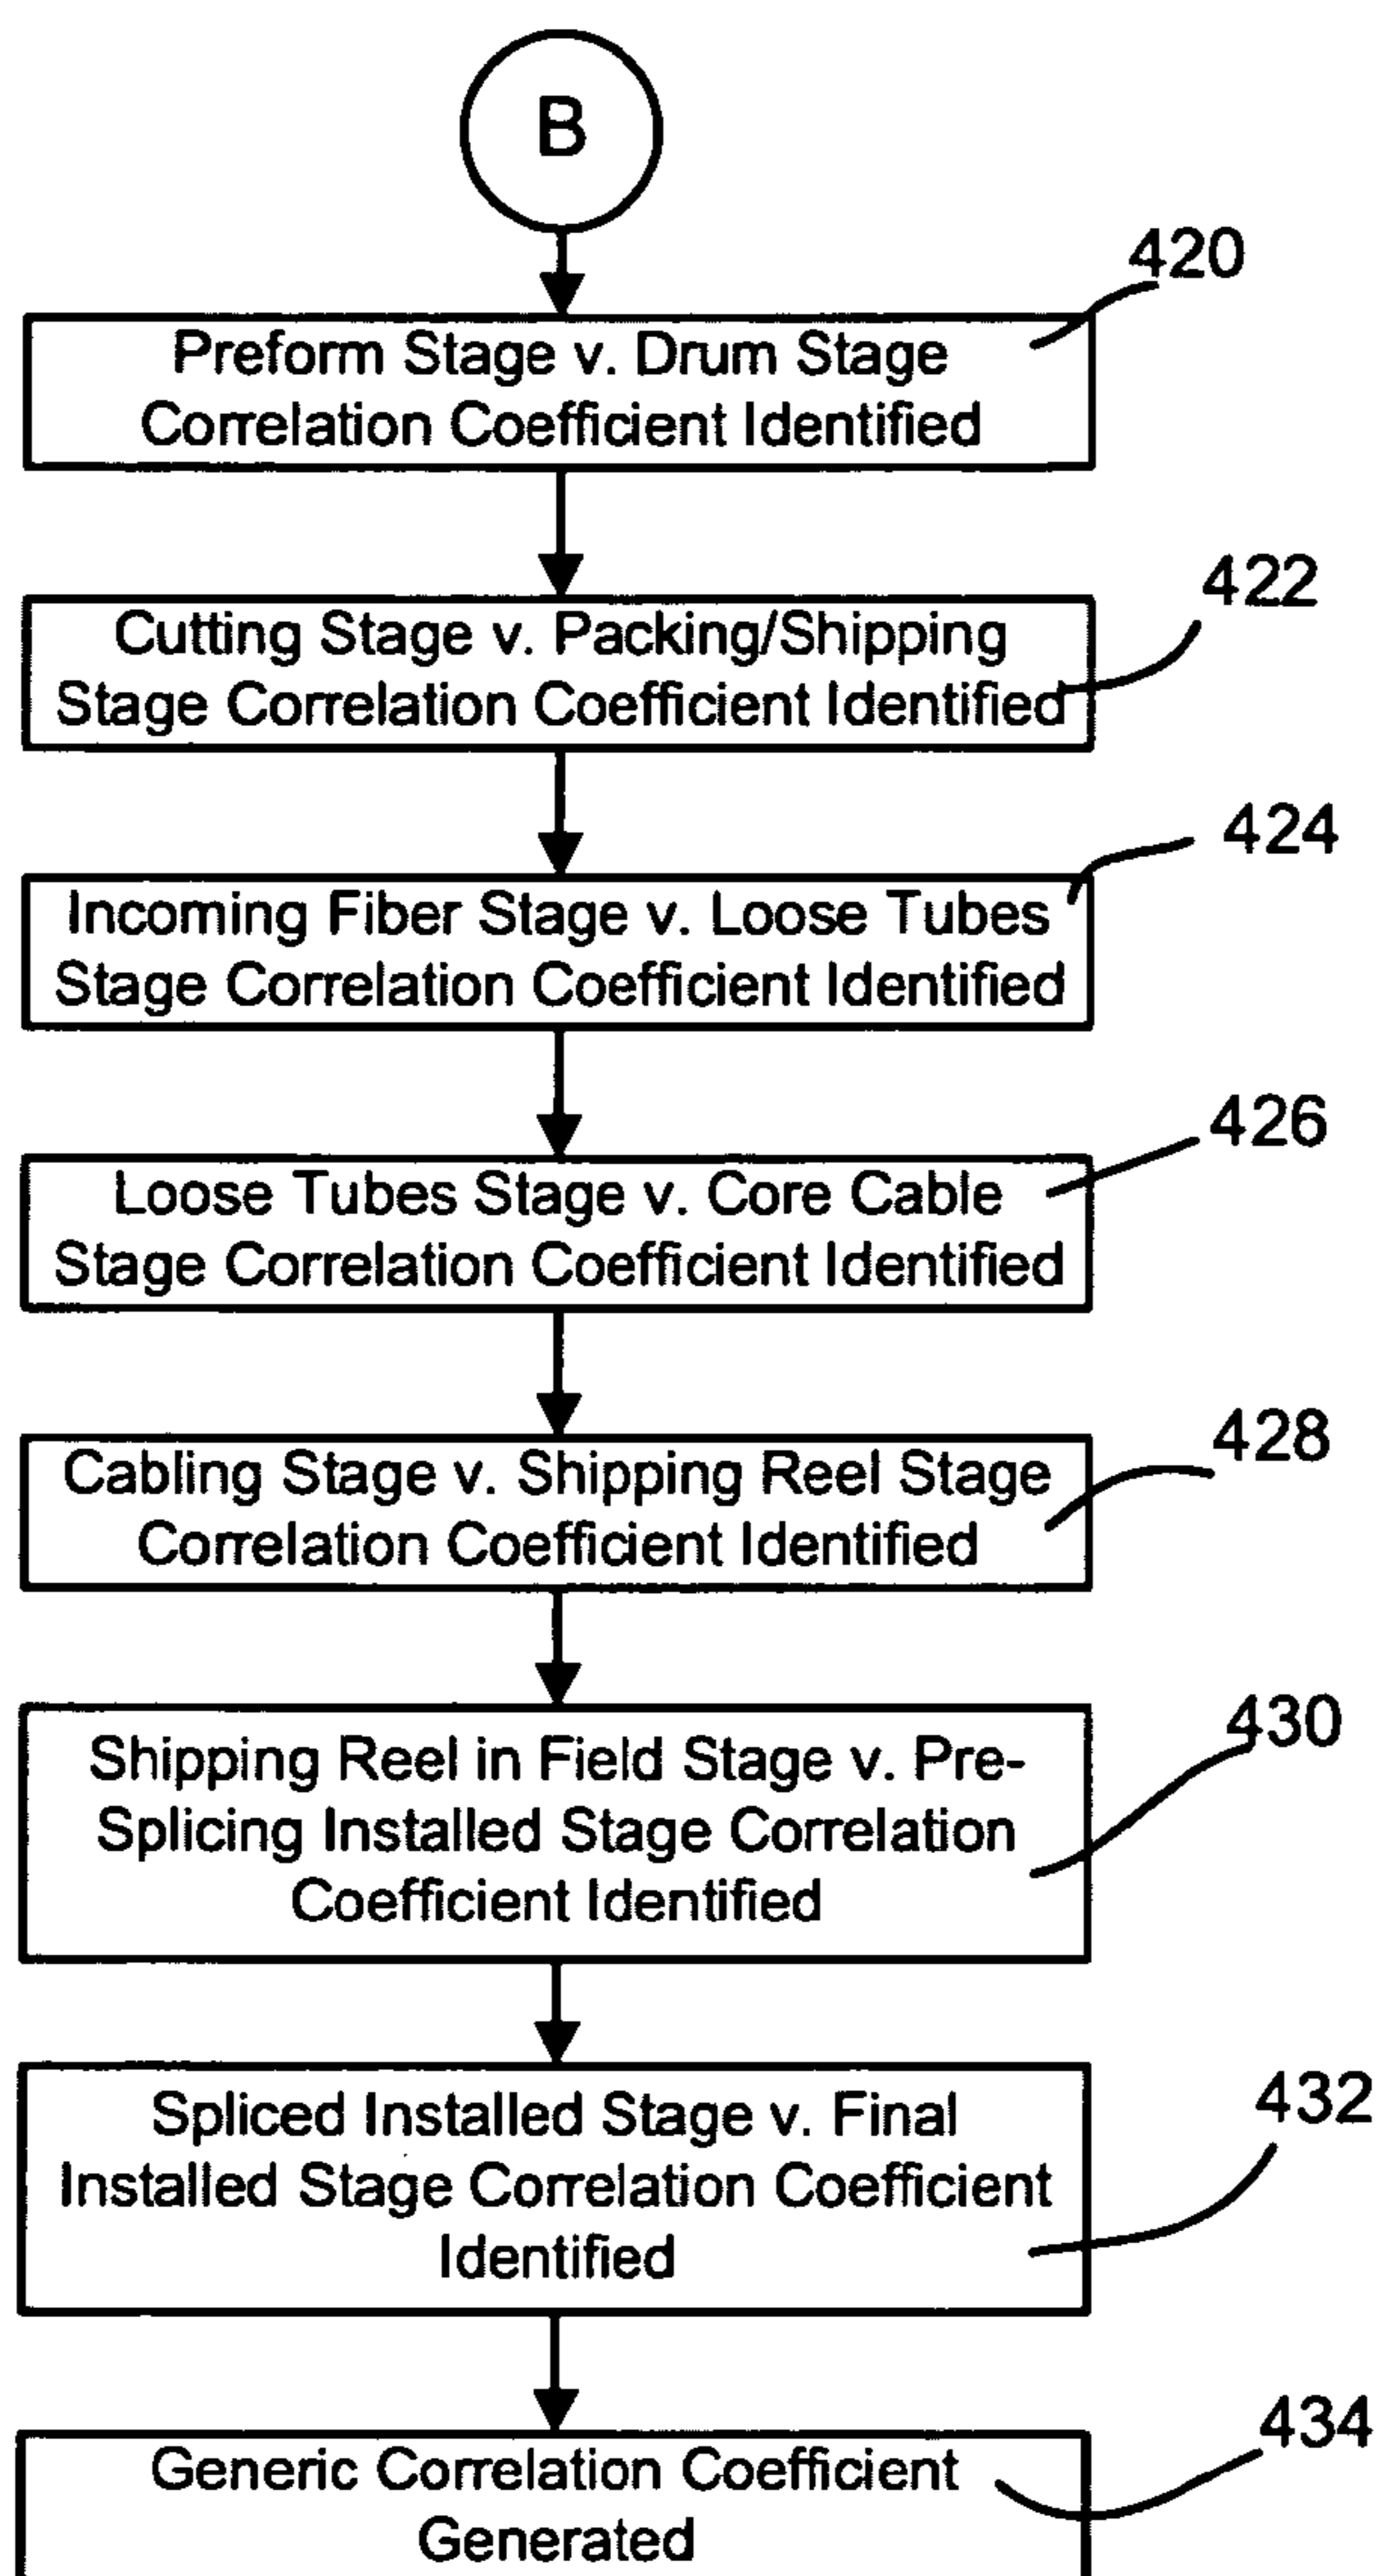 B
420
Preform Stage v. Drum Stage
Correlation Coefficient Identified
422
Cutting Stage v. Packing/Shipping
Stage Correlation Coefficient Identified
424
Incoming Fiber Stage v. Loose Tubes
Stage Correlation Coefficient Identified
426
Loose Tubes Stage v. Core Cable
Stage Correlation Coefficient Identified
428
Cabling Stage v. Shipping Reel Stage
Correlation Coefficient Identified
430
Shipping Reel in Field Stage v. Pre-
Splicing Installed Stage Correlation
Coefficient Identified
432
Spliced Installed Stage v. Final
Installed Stage Correlation Coefficient
Identified
434
Generic Correlation Coefficient
Generated